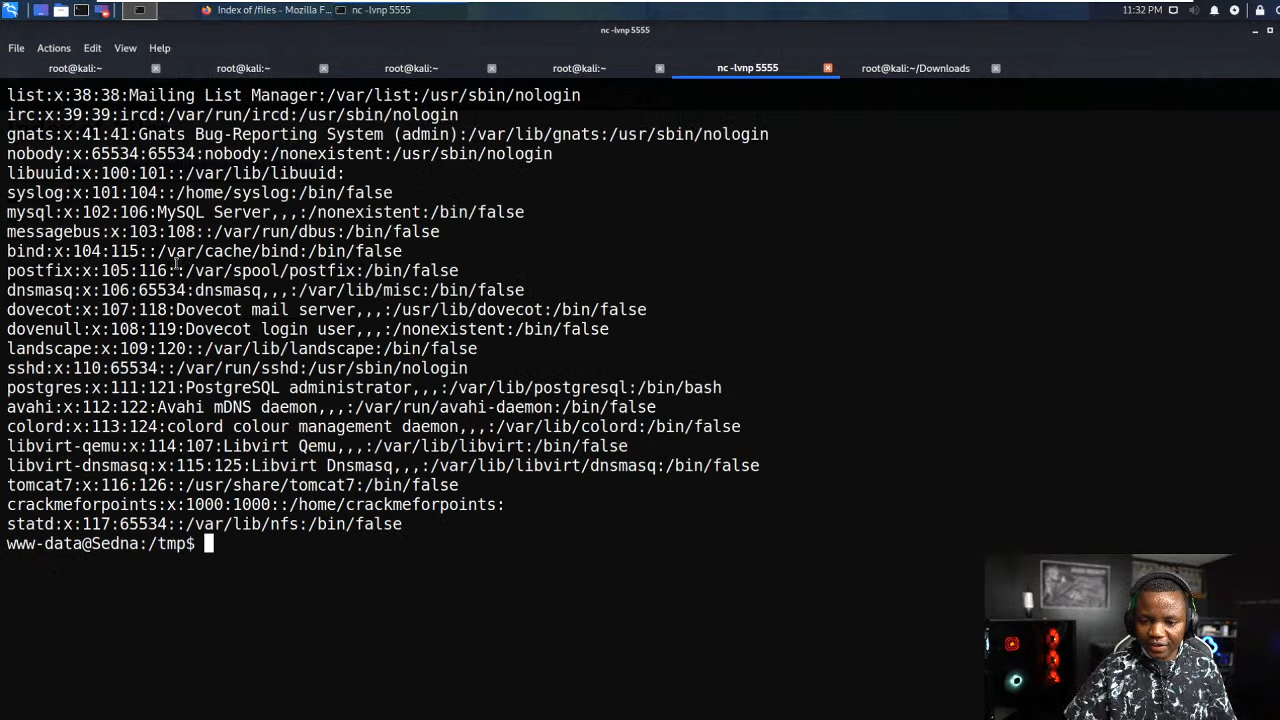 Index of /files - Mozilla F...
nc -lvnp 5555
11:32 PM
nc -lvnp 5555
File Actions Edit View Help
root@kali:~
root@kali:~
root@kali:~
root@kali:~
nc -lvnp 5555
root@kali:~/Downloads
list:x:38:38:Mailing List Manager:/var/list:/usr/sbin/nologin
irc:x:39:39:ircd:/var/run/ircd:/usr/sbin/nologin
gnats:x:41:41:Gnats Bug-Reporting System (admin):/var/lib/gnats:/usr/sbin/nologin
nobody:x:65534:65534:nobody:/nonexistent:/usr/sbin/nologin
libuuid:x:100:101::/var/lib/libuuid:
syslog:x:101:104::/home/syslog:/bin/false
mysql:x:102:106:MySQL Server,,,:/nonexistent:/bin/false
messagebus:x:103:108::/var/run/dbus:/bin/false
bind:x:104:115::/var/cache/bind:/bin/false
postfix:x:105:116::/var/spool/postfix:/bin/false
dnsmasq:x:106:65534:dnsmasq,,,:/var/lib/misc:/bin/false
dovecot:x:107:118:Dovecot mail server,,,:/usr/lib/dovecot:/bin/false
dovenull:x:108:119:Dovecot login user,,,:/nonexistent:/bin/false
landscape:x:109:120::/var/lib/landscape:/bin/false
sshd:x:110:65534::/var/run/sshd:/usr/sbin/nologin
postgres:x:111:121:PostgreSQL administrator,,,:/var/lib/postgresql:/bin/bash
avahi:x:112:122:Avahi mDNS daemon,,,:/var/run/avahi-daemon:/bin/false
colord:x:113:124:colord colour management daemon,,,:/var/lib/colord:/bin/false
libvirt-qemu:x:114:107:Libvirt Qemu,,,:/var/lib/libvirt:/bin/false
libvirt-dnsmasq:x:115:125:Libvirt Dnsmasq,,,:/var/lib/libvirt/dnsmasq:/bin/false
tomcat7:x:116:126::/usr/share/tomcat7:/bin/false
crackmeforpoints:x:1000:1000::/home/crackmeforpoints:
statd:x:117:65534::/var/lib/nfs:/bin/false
www-data@Sedna:/tmp$